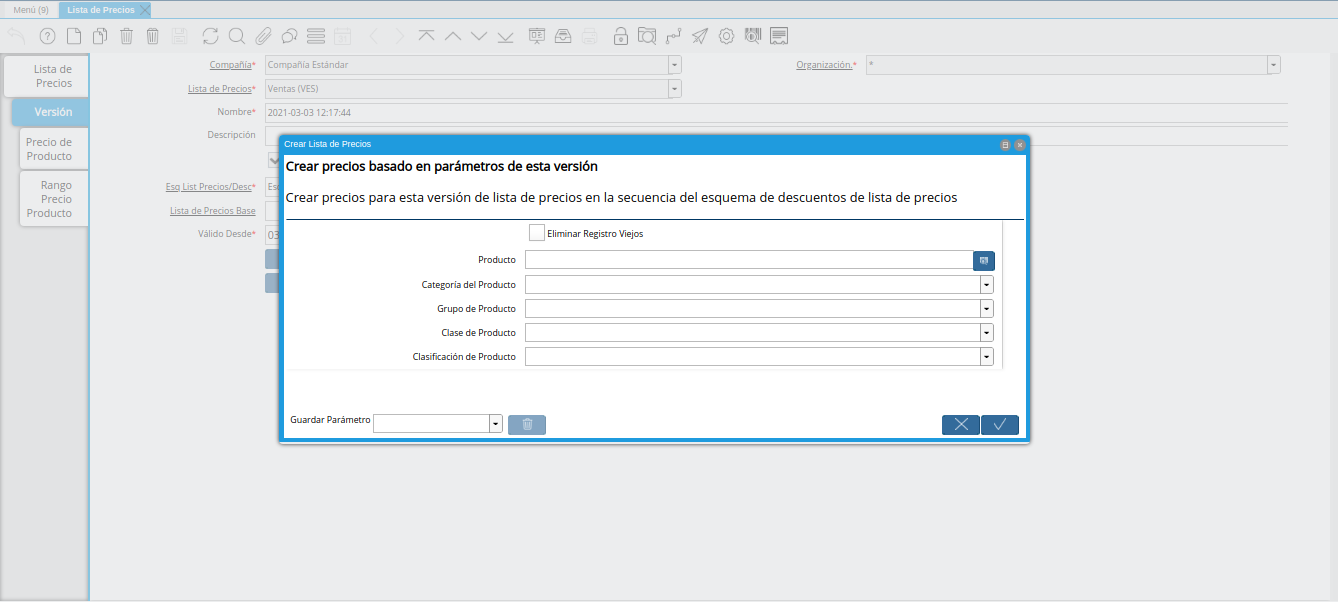 Menú (9)
Lista de Precios
Lista de
Precios
Versión
Precio de
Producto
Rango
Precio
Producto
Compañía* Compañía Estándar
Organización.* *
Lista de Precios* Ventas (VES)
Nombre* 2021-03-03 12:17:44
Descripción
Esq List Precios/Desc*
Lista de Precios Base
Válido Desde* 03
Crear Lista de Precios
Crear precios basado en parámetros de esta versión
Crear precios para esta versión de lista de precios en la secuencia del esquema de descuentos de lista de precios
Eliminar Registro Viejos
Producto
Categoría del Producto
Grupo de Producto
Clase de Producto
Clasificación de Producto
Guardar Parámetro